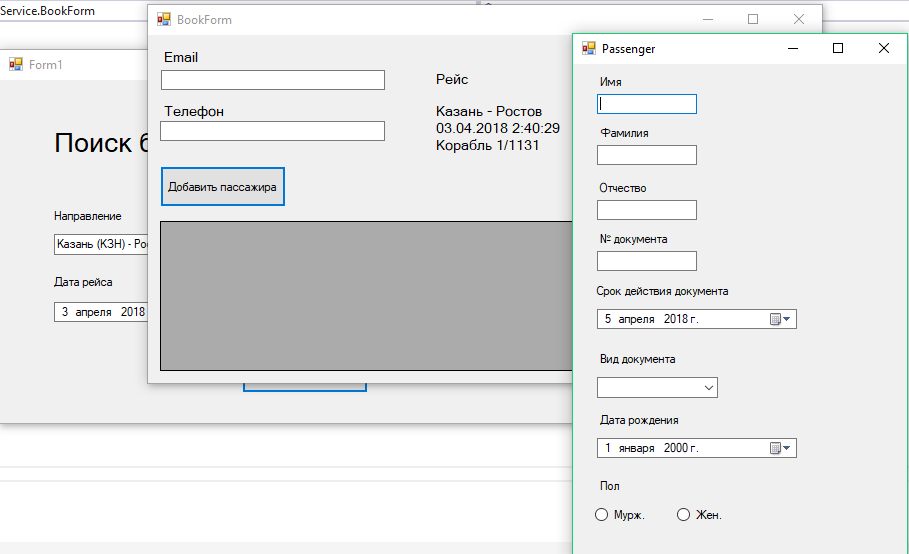 Service.BookForm
BookForm
Form1
Passenger
Email
Телефон
Добавить пассажира
Рейс
Казань - Ростов
03.04.2018 2:40:29
Корабль 1/1131
Поиск б
Направление
Казань (КЗН) - Рос
Дата рейса
3 апреля 2018
Имя
Фамилия
Отчество
№ документа
Срок действия документа
5 апреля 2018 г.
Вид документа
Дата рождения
1 января 2000 г.
Пол
Мурж.
Жен.